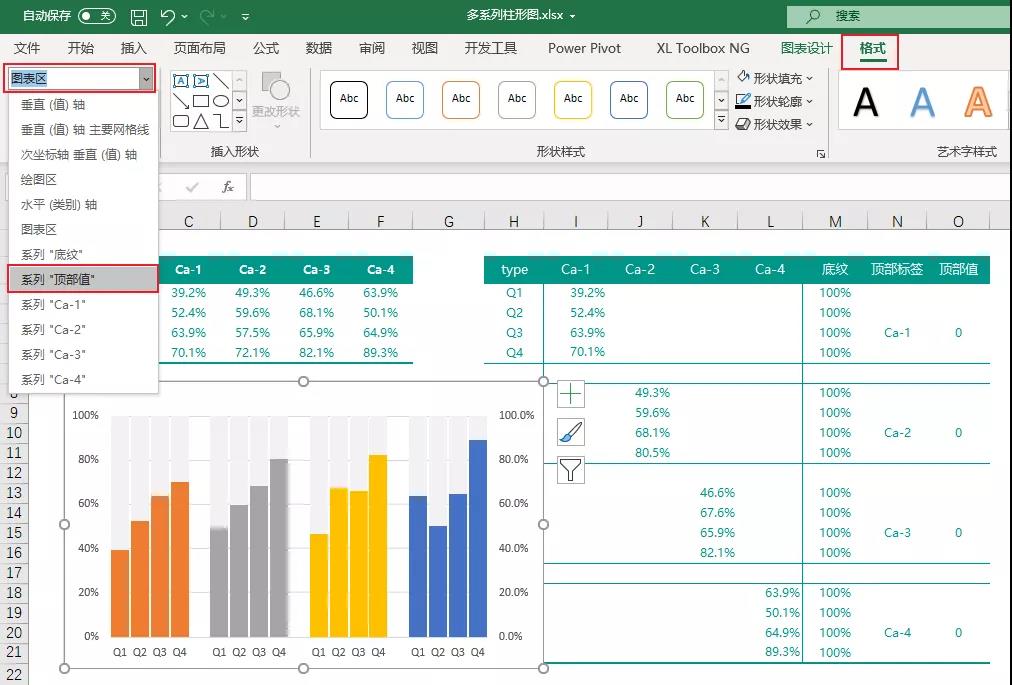 自动保存 关 多系列柱形图.xlsx 搜索
文件 开始 插入 页面布局 公式 数据 审阅 视图 开发工具 Power Pivot XL Toolbox NG 图表设计 格式
图表区
垂直 (值) 轴
垂直 (值) 轴 主要网格线
次坐标轴 垂直 (值) 轴
绘图区
水平 (类别) 轴
图表区
系列 "底纹"
系列 "顶部值"
系列 "Ca-1"
系列 "Ca-2"
系列 "Ca-3"
系列 "Ca-4"
更改形状
插入形状
Abc Abc Abc Abc Abc Abc Abc
形状填充
形状轮廓
形状效果
形状样式
A A A
艺术字样式
fx
C D E F G H I J K L M N O
Ca-1 Ca-2 Ca-3 Ca-4
39.2% 49.3% 46.6% 63.9%
52.4% 59.6% 68.1% 50.1%
63.9% 57.5% 65.9% 64.9%
70.1% 72.1% 82.1% 89.3%
type Ca-1 Ca-2 Ca-3 Ca-4 底纹 顶部标签 顶部值
Q1 39.2% 100%
Q2 52.4% 100%
Q3 63.9% 100% Ca-1 0
Q4 70.1% 100%
49.3% 100%
59.6% 100%
68.1% 100% Ca-2 0
80.5% 100%
46.6% 100%
67.6% 100%
65.9% 100% Ca-3 0
82.1% 100%
63.9% 100%
50.1% 100%
64.9% 100% Ca-4 0
89.3% 100%
9
10
11
12
13
14
15
16
17
18
19
20
21
22
100% 100.0%
80% 80.0%
60% 60.0%
40% 40.0%
20% 20.0%
0% 0.0%
Q1 Q2 Q3 Q4 Q1 Q2 Q3 Q4 Q1 Q2 Q3 Q4 Q1 Q2 Q3 Q4